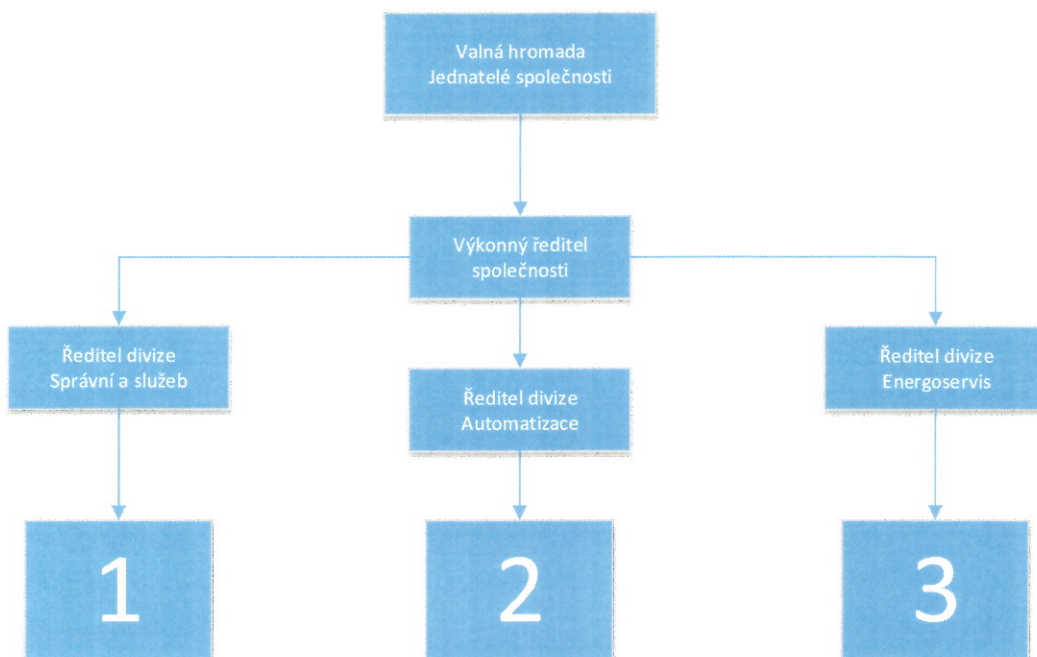 Valná hromada
Jednatelé společnosti
Výkonný ředitel
společnosti
Ředitel divize
Správní a služeb
Ředitel divize
Automatizace
Ředitel divize
Energoservis
1
2
3